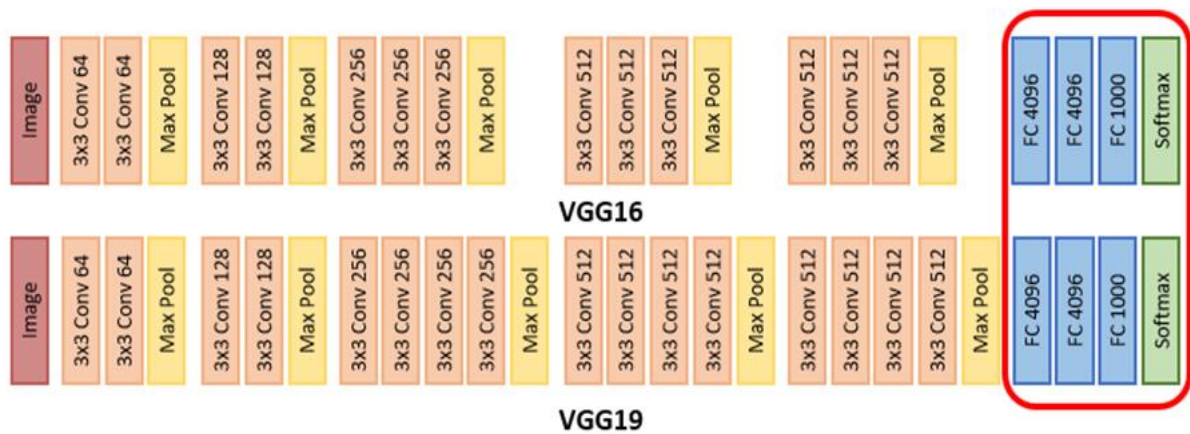 Image
3x3 Conv 64
3x3 Conv 64
Max Pool
3x3 Conv 128
3x3 Conv 128
Max Pool
3x3 Conv 256
3x3 Conv 256
3x3 Conv 256
Max Pool
3x3 Conv 512
3x3 Conv 512
3x3 Conv 512
Max Pool
3x3 Conv 512
3x3 Conv 512
3x3 Conv 512
Max Pool
FC 4096
FC 4096
FC 1000
Softmax
VGG16
Image
3x3 Conv 64
3x3 Conv 64
Max Pool
3x3 Conv 128
3x3 Conv 128
Max Pool
3x3 Conv 256
3x3 Conv 256
3x3 Conv 256
3x3 Conv 256
Max Pool
3x3 Conv 512
3x3 Conv 512
3x3 Conv 512
3x3 Conv 512
Max Pool
3x3 Conv 512
3x3 Conv 512
3x3 Conv 512
3x3 Conv 512
Max Pool
FC 4096
FC 4096
FC 1000
Softmax
VGG19